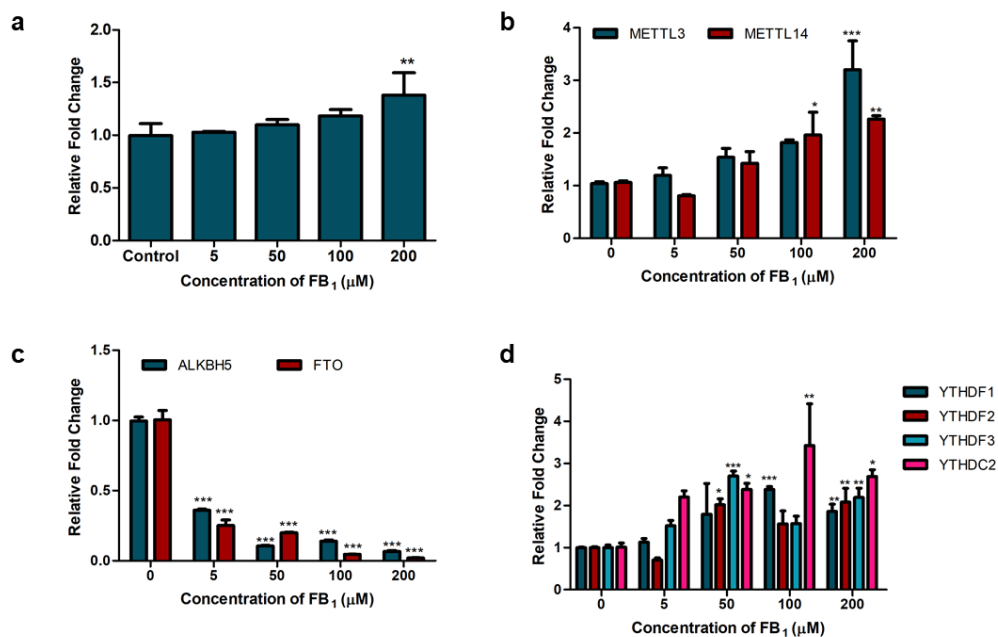 a
Relative Fold Change
2.0
1.5
1.0
0.5
0.0
**
Control 5 50 100 200
Concentration of FB1 (µM)
b
METTL3 METTL14
Relative Fold Change
4
3
2
1
0
*
***
**
0 5 50 100 200
Concentration of FB1 (µM)
c
ALKBH5 FTO
Relative Fold Change
1.5
1.0
0.5
0.0
***
***
***
***
***
***
***
***
0 5 50 100 200
Concentration of FB1 (µM)
d
YTHDF1
YTHDF2
YTHDF3
YTHDC2
Relative Fold Change
5
4
3
2
1
0
*
***
*
***
**
**
**
**
*
0 5 50 100 200
Concentration of FB1 (µM)